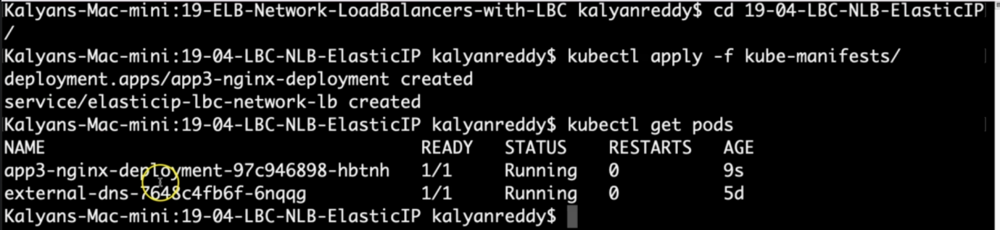 Kalyans-Mac-mini:19-ELB-Network-LoadBalancers-with-LBC kalyanreddy$ cd 19-04-LBC-NLB-ElasticIP
/
Kalyans-Mac-mini:19-04-LBC-NLB-ElasticIP kalyanreddy$ kubectl apply -f kube-manifests/
deployment.apps/app3-nginx-deployment created
service/elasticip-lbc-network-lb created
Kalyans-Mac-mini:19-04-LBC-NLB-ElasticIP kalyanreddy$ kubectl get pods
NAME READY STATUS RESTARTS AGE
app3-nginx-deployment-97c946898-hbtnh 1/1 Running 0 9s
external-dns-7648c4fb6f-6nqqg 1/1 Running 0 5d
Kalyans-Mac-mini:19-04-LBC-NLB-ElasticIP kalyanreddy$